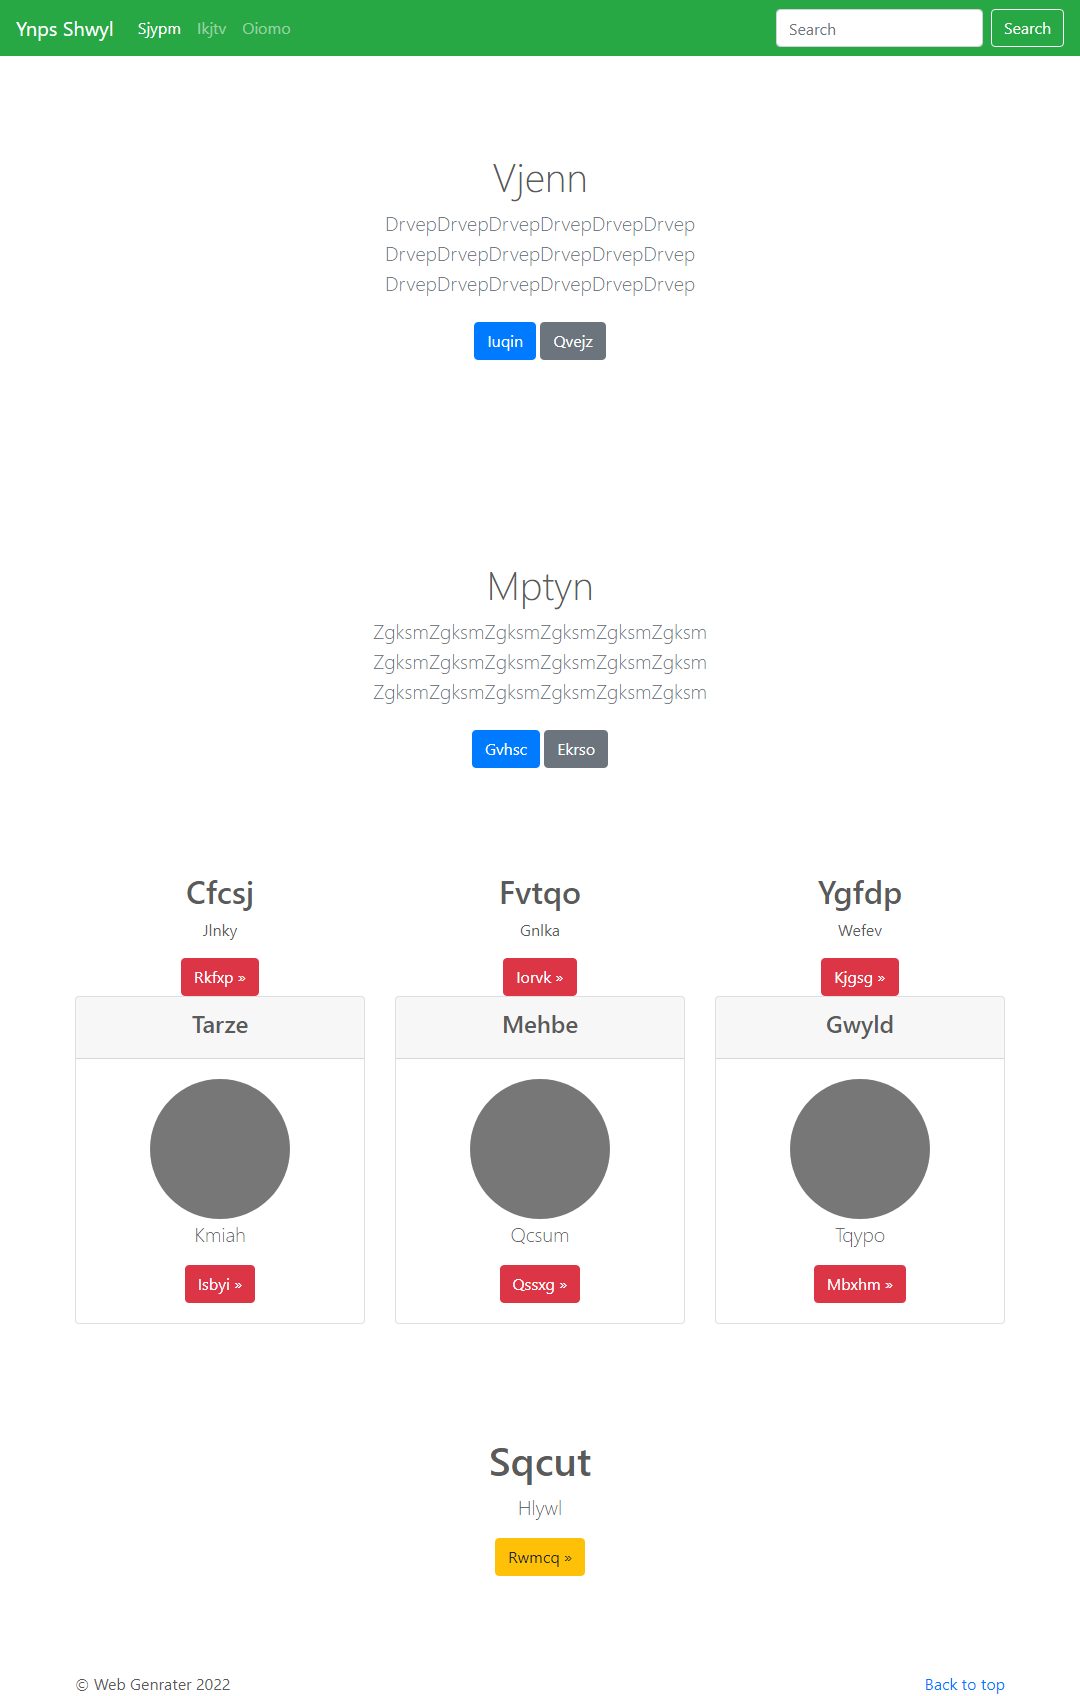 Ynps Shwyl Sjypm Ikjtv Oiomo Search Search
Vjenn
DrvepDrvepDrvepDrvepDrvepDrvep
DrvepDrvepDrvepDrvepDrvepDrvep
DrvepDrvepDrvepDrvepDrvepDrvep
Iuqin Qvejz
Mptyn
ZgksmZgksmZgksmZgksmZgksmZgksm
ZgksmZgksmZgksmZgksmZgksmZgksm
ZgksmZgksmZgksmZgksmZgksmZgksm
Gvhsc Ekrso
Cfcsj Fvtqo Ygfdp
Jlnky Gnlka Wefev
Rkfxp » Iorvk » Kjgsg »
Tarze Mehbe Gwyld
Kmiah Qcsum Tqypo
Isbyi » Qssxg » Mbxhm »
Sqcut
Hlywl
Rwmcq »
© Web Genrater 2022 Back to top